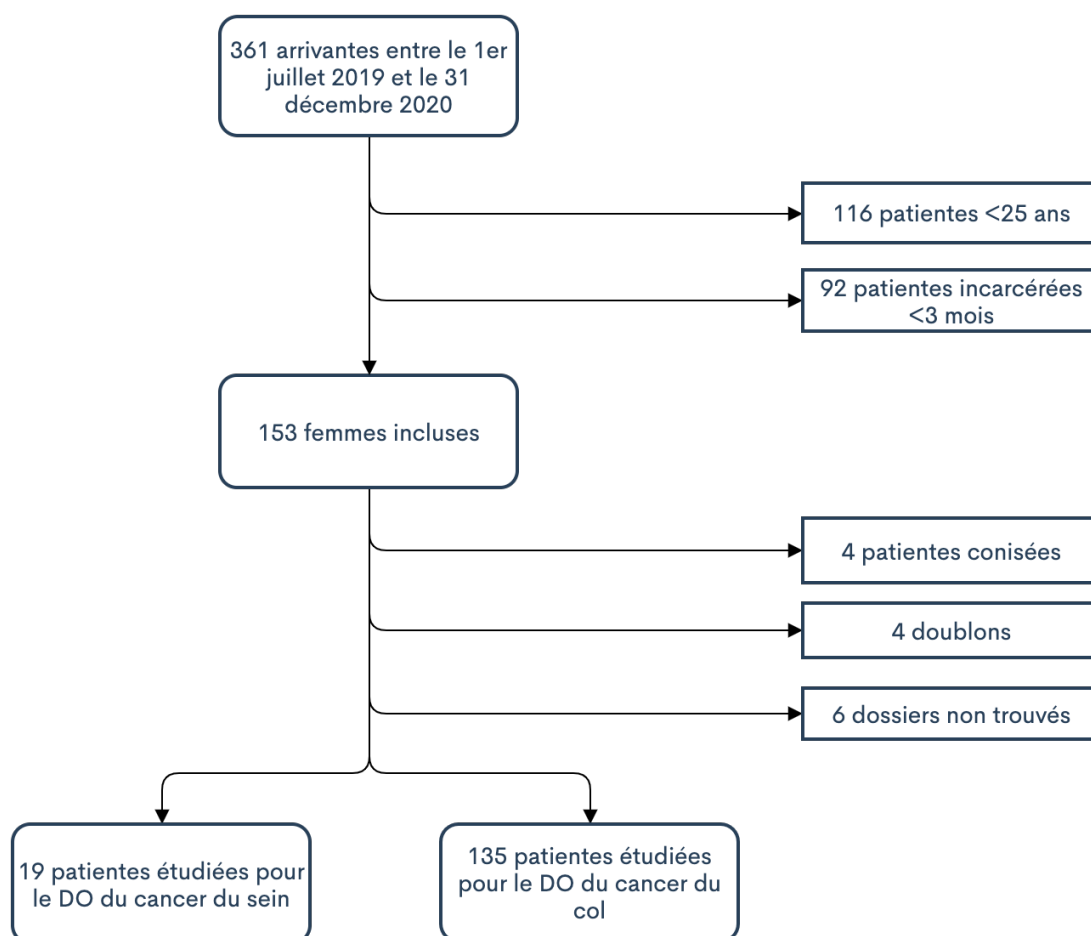 361 arrivantes entre le 1er
juillet 2019 et le 31
décembre 2020
116 patientes <25 ans
92 patientes incarcérées
<3 mois
153 femmes incluses
4 patientes conisées
4 doublons
6 dossiers non trouvés
19 patientes étudiées pour
le DO du cancer du sein
135 patientes étudiées
pour le DO du cancer du
col